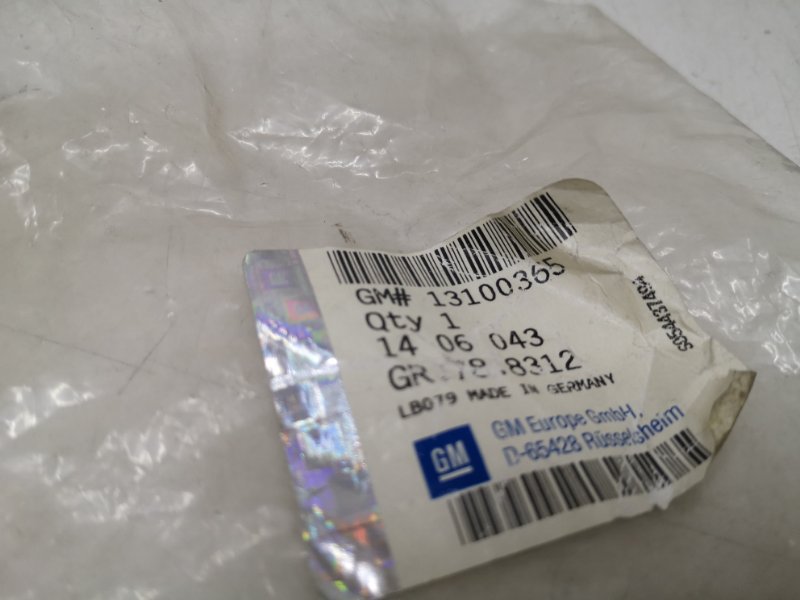 GM# 13100365
Qty 1
14 06 043
LB079 MADE IN GERMANY
GM
GM Europe GmbH,
D-65428 Rüsselsheim